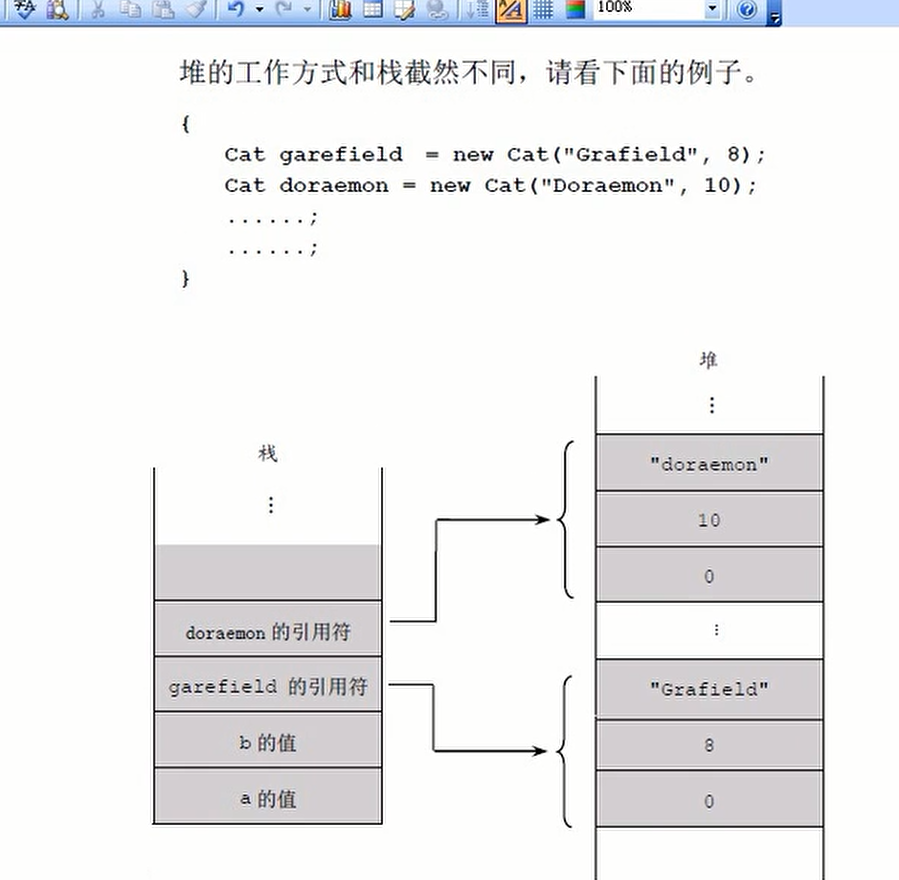 100%
堆的工作方式和栈截然不同，请看下面的例子。
{
Cat garefield = new Cat("Grafield", 8);
Cat doraemon = new Cat("Doraemon", 10);
......;
......;
}
堆
⋮
栈
"doraemon"
⋮
10
0
doraemon 的引用符
⋮
garefield 的引用符
"Grafield"
b 的值
8
a 的值
0